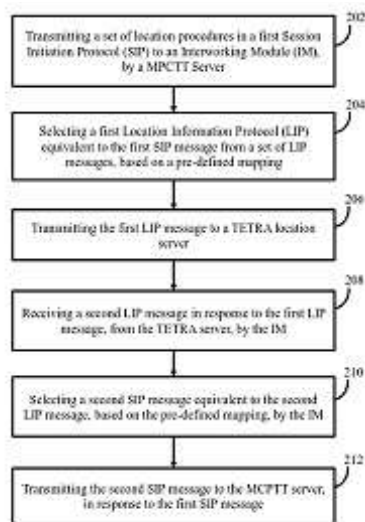 202
Transmitting a set of location procedures in a first Session
Initiation Protocol (SIP) to an Interworking Module (IM),
by a MPCTT Server
204
Selecting a first Location Information Protocol (LIP)
equivalent to the first SIP message from a set of LIP
messages, based on a pre-defined mapping
206
Transmitting the first LIP message to a TETRA location
server
208
Receiving a second LIP message in response to the first LIP
message, from the TETRA server, by the IM
210
Selecting a second SIP message equivalent to the second
LIP message, based on the pre-defined mapping, by the IM
212
Transmitting the second SIP message to the MCPTT server,
in response to the first SIP message